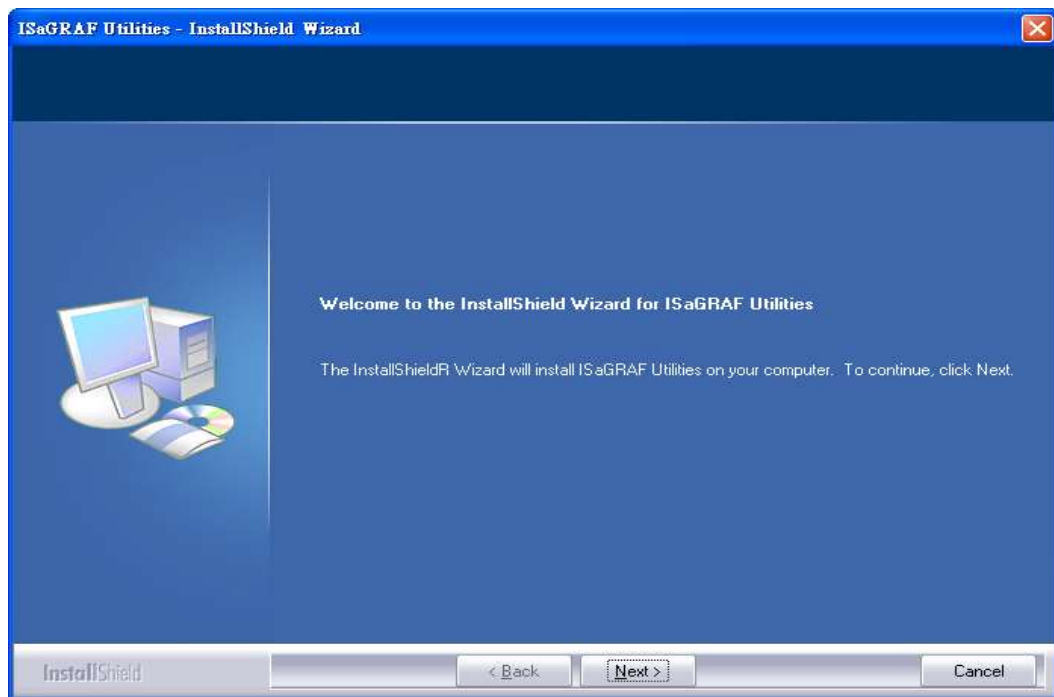 ISaGRAF Utilities - InstallShield Wizard
Welcome to the InstallShield Wizard for ISaGRAF Utilities
The InstallShieldR Wizard will install ISaGRAF Utilities on your computer. To continue, click Next.
InstallShield
< Back
Next >
Cancel